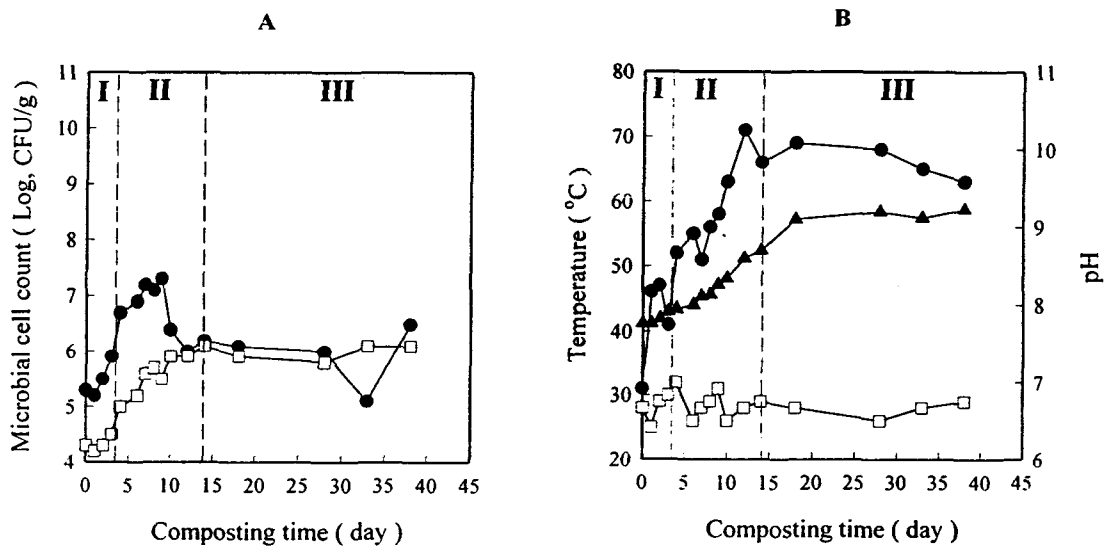 A
Microbial cell count ( Log, CFU/g )
11
10
9
8
7
6
5
4
I
II
III
0 5 10 15 20 25 30 35 40 45
Composting time ( day )
B
Temperature ( °C )
80
70
60
50
40
30
20
I
II
III
11
10
9
8
7
6
pH
0 5 10 15 20 25 30 35 40 45
Composting time ( day )